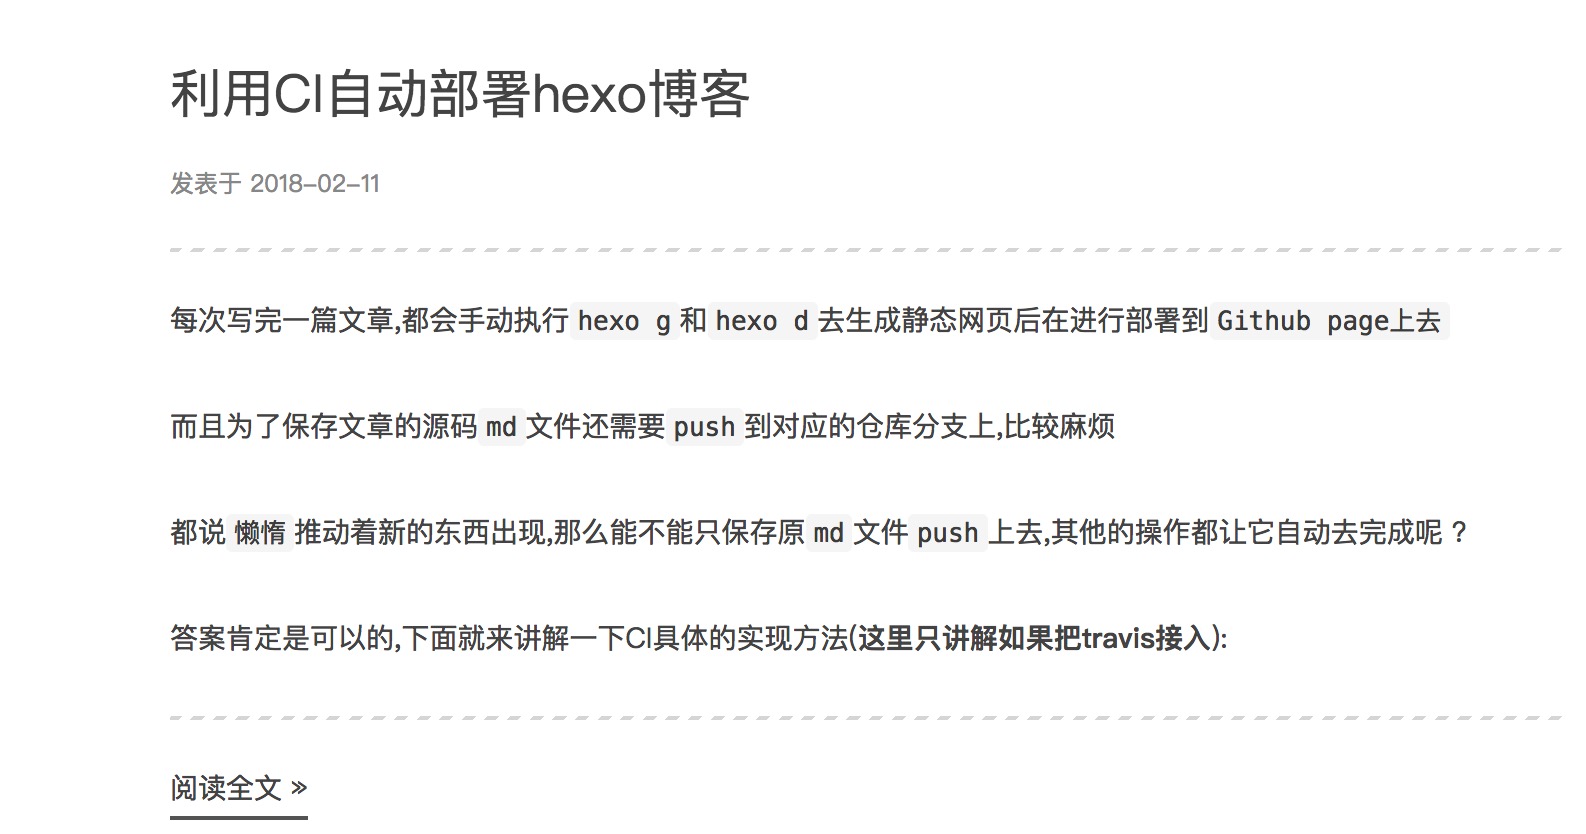 利用CI自动部署hexo博客
发表于 2018-02-11
每次写完一篇文章,都会手动执行 hexo g 和 hexo d 去生成静态网页后在进行部署到 Github page上去
而且为了保存文章的源码 md 文件还需要 push 到对应的仓库分支上,比较麻烦
都说 懒惰 推动着新的东西出现,那么能不能只保存原 md 文件 push 上去,其他的操作都让它自动去完成呢？
答案肯定是可以的,下面就来讲解一下CI具体的实现方法(这里只讲解如果把travis接入):
阅读全文 »